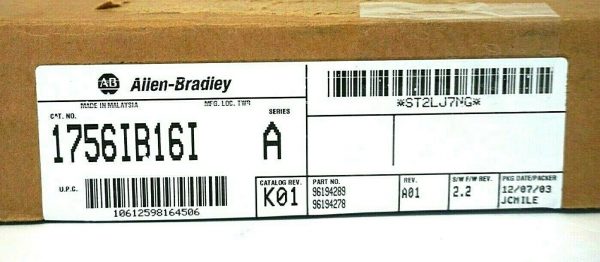 AB Allen-Bradley
MADE IN MALAYSIA MFG. LOC. TWB
CAT. NO. SERIES
1756IB16I A
U.P.C.
10612598164506
*ST2LJ7NG*
CATALOG REV. PART NO. REV. S/W F/W REV. PKG DATE/PACKER
K01 96194289 A01 2.2 12/07/03
96194278 JCMILE